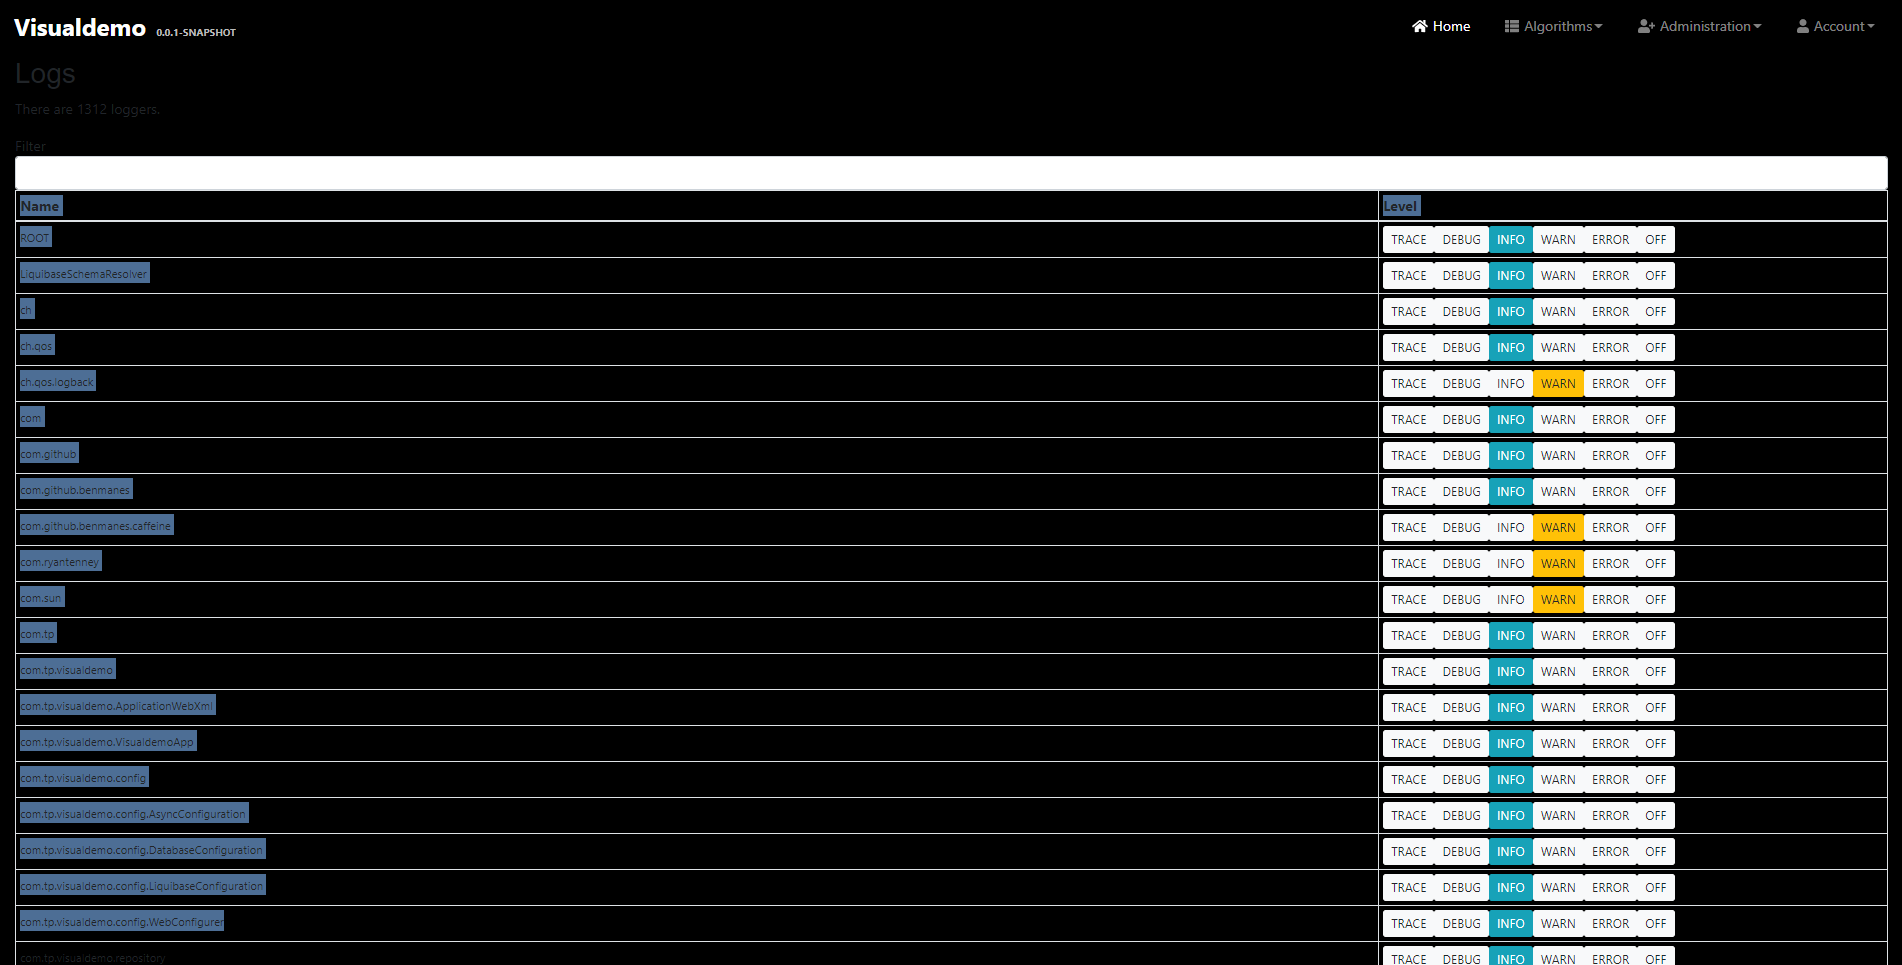 Visualdemo 0.0.1-SNAPSHOT Home Algorithms Administration Account
Logs
There are 1312 loggers.
Filter
Name Level
ROOT TRACE DEBUG INFO WARN ERROR OFF
LiquibaseSchemaResolver TRACE DEBUG INFO WARN ERROR OFF
ch TRACE DEBUG INFO WARN ERROR OFF
ch.qos TRACE DEBUG INFO WARN ERROR OFF
ch.qos.logback TRACE DEBUG INFO WARN ERROR OFF
com TRACE DEBUG INFO WARN ERROR OFF
com.github TRACE DEBUG INFO WARN ERROR OFF
com.github.benmanes TRACE DEBUG INFO WARN ERROR OFF
com.github.benmanes.caffeine TRACE DEBUG INFO WARN ERROR OFF
com.ryantenney TRACE DEBUG INFO WARN ERROR OFF
com.sun TRACE DEBUG INFO WARN ERROR OFF
com.tp TRACE DEBUG INFO WARN ERROR OFF
com.tp.visualdemo TRACE DEBUG INFO WARN ERROR OFF
com.tp.visualdemo.ApplicationWebXml TRACE DEBUG INFO WARN ERROR OFF
com.tp.visualdemo.VisualdemoApp TRACE DEBUG INFO WARN ERROR OFF
com.tp.visualdemo.config TRACE DEBUG INFO WARN ERROR OFF
com.tp.visualdemo.config.AsyncConfiguration TRACE DEBUG INFO WARN ERROR OFF
com.tp.visualdemo.config.DatabaseConfiguration TRACE DEBUG INFO WARN ERROR OFF
com.tp.visualdemo.config.LiquibaseConfiguration TRACE DEBUG INFO WARN ERROR OFF
com.tp.visualdemo.config.WebConfigurer TRACE DEBUG INFO WARN ERROR OFF
com.tp.visualdemo.repository TRACE DEBUG INFO WARN ERROR OFF